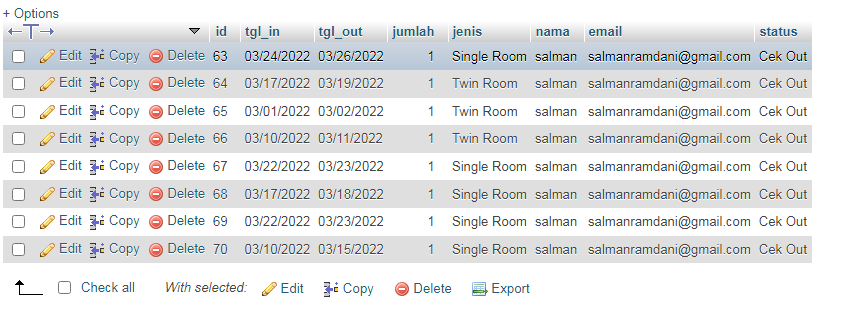 + Options
id tgl_in tgl_out jumlah jenis nama email status
Edit Copy Delete 63 03/24/2022 03/26/2022 1 Single Room salman salmanramdani@gmail.com Cek Out
Edit Copy Delete 64 03/17/2022 03/19/2022 1 Twin Room salman salmanramdani@gmail.com Cek Out
Edit Copy Delete 65 03/01/2022 03/02/2022 1 Twin Room salman salmanramdani@gmail.com Cek Out
Edit Copy Delete 66 03/10/2022 03/11/2022 1 Twin Room salman salmanramdani@gmail.com Cek Out
Edit Copy Delete 67 03/22/2022 03/23/2022 1 Single Room salman salmanramdani@gmail.com Cek Out
Edit Copy Delete 68 03/17/2022 03/18/2022 1 Single Room salman salmanramdani@gmail.com Cek Out
Edit Copy Delete 69 03/22/2022 03/23/2022 1 Single Room salman salmanramdani@gmail.com Cek Out
Edit Copy Delete 70 03/10/2022 03/15/2022 1 Single Room salman salmanramdani@gmail.com Cek Out
Check all With selected: Edit Copy Delete Export